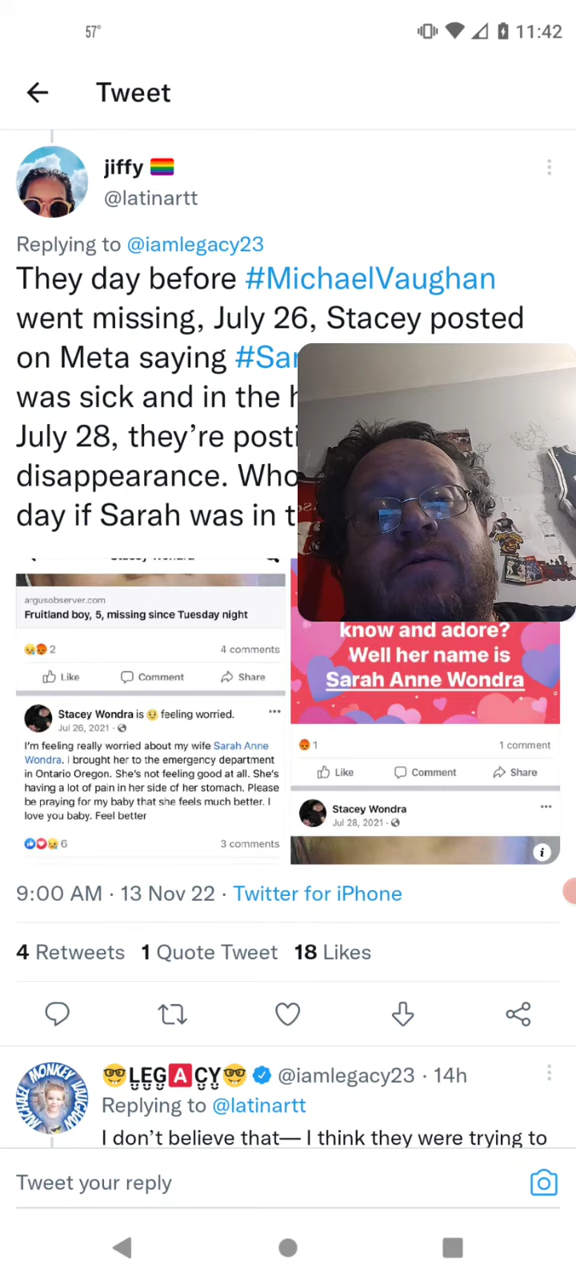 57°
11:42
Tweet
jiffy
@latinartt
Replying to @iamlegacy23
They day before #MichaelVaughan
went missing, July 26, Stacey posted
on Meta saying #Sar
was sick and in the h
July 28, they're posti
disappearance. Who
day if Sarah was in t
argusobserver.com
Fruitland boy, 5, missing since Tuesday night
2
4 comments
Like Comment Share
Stacey Wondra is feeling worried.
Jul 26, 2021
I'm feeling really worried about my wife Sarah Anne
Wondra. I brought her to the emergency department
in Ontario Oregon. She's not feeling good at all. She's
having a lot of pain in her side of her stomach. Please
be praying for my baby that she feels much better. I
love you baby. Feel better
6
3 comments
know and adore?
Well her name is
Sarah Anne Wondra
1
1 comment
Like Comment Share
Stacey Wondra
Jul 28, 2021
9:00 AM · 13 Nov 22 · Twitter for iPhone
4 Retweets 1 Quote Tweet 18 Likes
MICHAEL MONKEY VAUGHAN
LEGACY @iamlegacy23 · 14h
Replying to @latinartt
I don't believe that— I think they were trying to
Tweet your reply